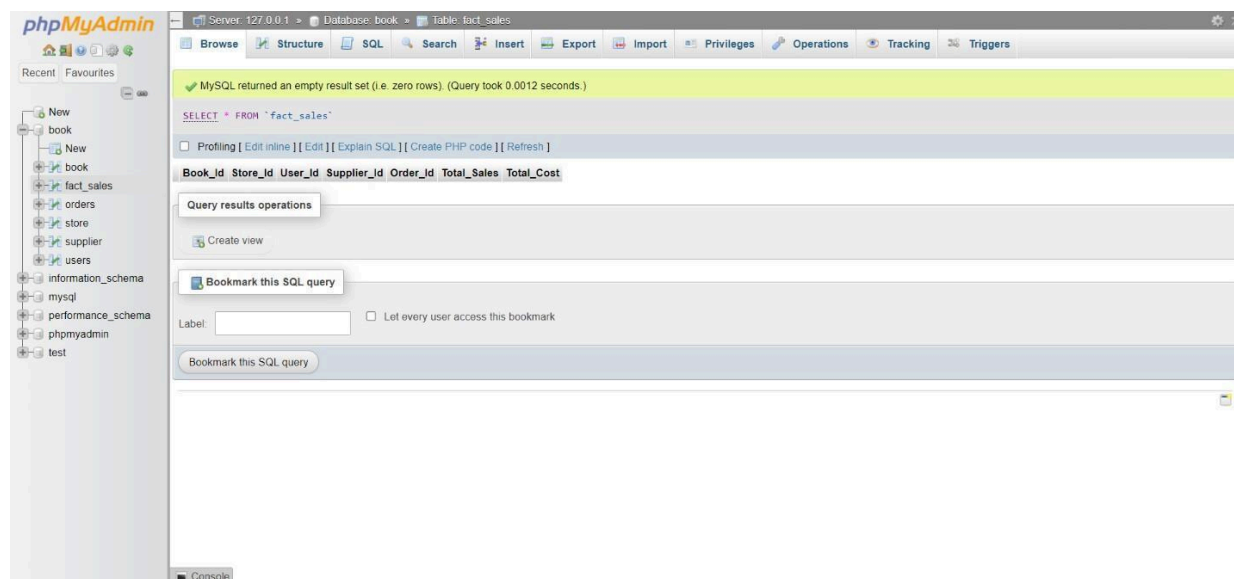 phpMyAdmin
Recent Favourites
New
book
New
book
fact_sales
orders
store
supplier
users
information_schema
mysql
performance_schema
phpmyadmin
test
Server: 127.0.0.1 » Database: book » Table: fact_sales
Browse Structure SQL Search Insert Export Import Privileges Operations Tracking Triggers
MySQL returned an empty result set (i.e. zero rows). (Query took 0.0012 seconds.)
SELECT * FROM `fact_sales`
Profiling [ Edit inline ] [ Edit ] [ Explain SQL ] [ Create PHP code ] [ Refresh ]
Book_Id Store_Id User_Id Supplier_Id Order_Id Total_Sales Total_Cost
Query results operations
Create view
Bookmark this SQL query
Label: Let every user access this bookmark
Bookmark this SQL query
Console